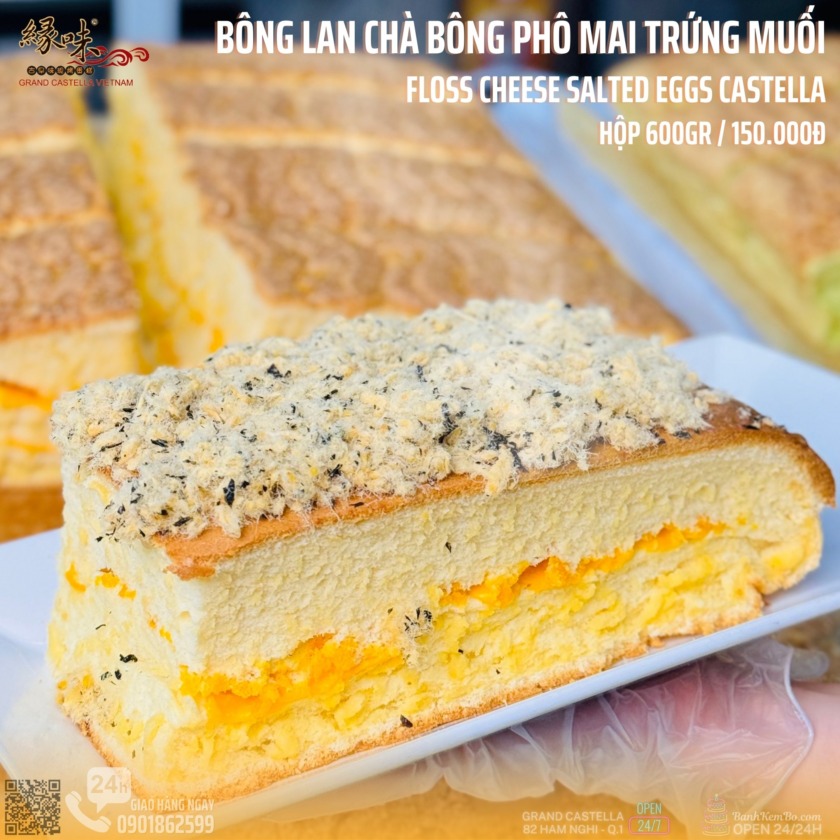 緣味®
GRAND CASTELLA VIETNAM
BÔNG LAN CHÀ BÔNG PHÔ MAI TRỨNG MUỐI
FLOSS CHEESE SALTED EGGS CASTELLA
HỘP 600GR / 150.000Đ
24h
GIAO HÀNG NGAY
0901862599
GRAND CASTELLA
82 HAM NGHI - Q.1
OPEN
24/7
BanhKemBo.com
OPEN 24/24H